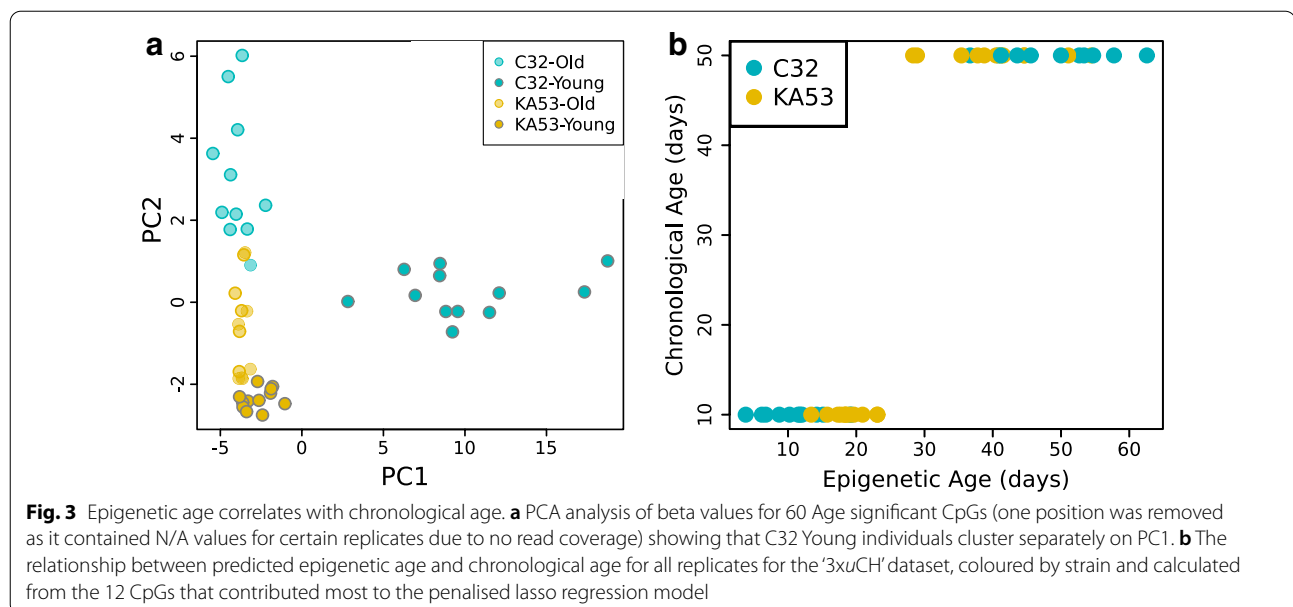 a
6
4
2
0
-2
PC2
-5
0
5
10
15
PC1
C32-Old
C32-Young
KA53-Old
KA53-Young
b
50
40
30
20
10
Chronological Age (days)
10
20
30
40
50
60
Epigenetic Age (days)
C32
KA53
Fig. 3 Epigenetic age correlates with chronological age. a PCA analysis of beta values for 60 Age significant CpGs (one position was removed
as it contained N/A values for certain replicates due to no read coverage) showing that C32 Young individuals cluster separately on PC1. b The
relationship between predicted epigenetic age and chronological age for all replicates for the ‘3xuCH’ dataset, coloured by strain and calculated
from the 12 CpGs that contributed most to the penalised lasso regression model